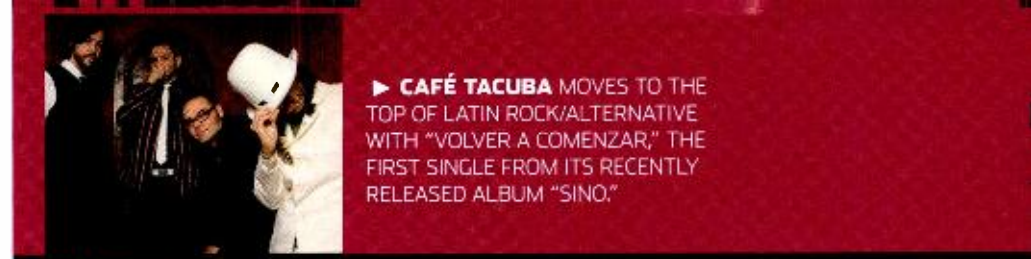 ▶ CAFÉ TACUBA MOVES TO THE
TOP OF LATIN ROCK/ALTERNATIVE
WITH “VOLVER A COMENZAR,” THE
FIRST SINGLE FROM ITS RECENTLY
RELEASED ALBUM “SINO.”